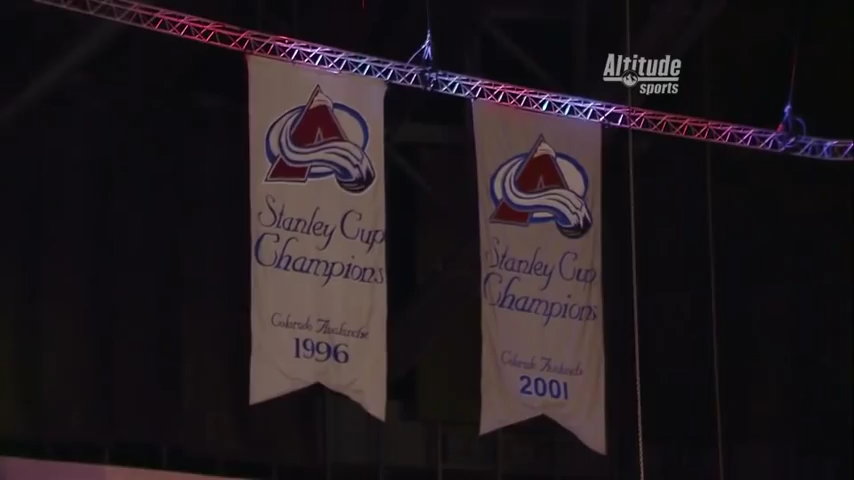 Altitude
sports
Stanley Cup
Champions
Colorado Avalanche
1996
Stanley Cup
Champions
Colorado Avalanche
2001